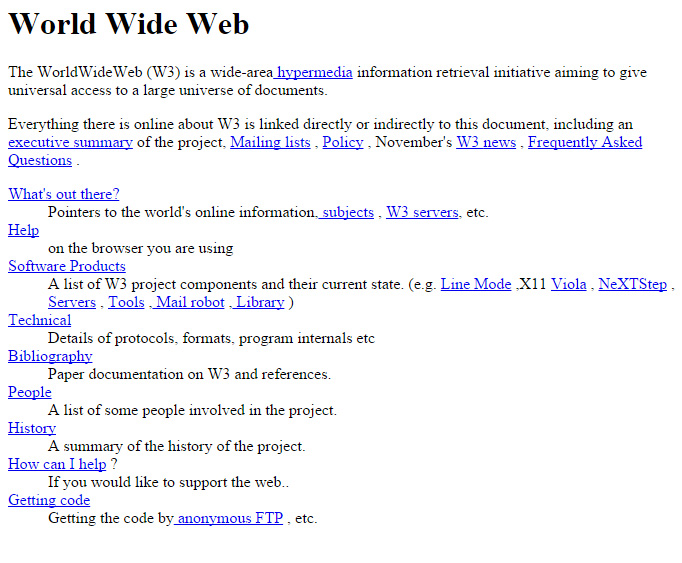 World Wide Web
The WorldWideWeb (W3) is a wide-area hypermedia information retrieval initiative aiming to give
universal access to a large universe of documents.
Everything there is online about W3 is linked directly or indirectly to this document, including an
executive summary of the project, Mailing lists , Policy , November's W3 news , Frequently Asked
Questions .
What's out there?
Pointers to the world's online information, subjects , W3 servers, etc.
Help
on the browser you are using
Software Products
A list of W3 project components and their current state. (e.g. Line Mode ,X11 Viola , NeXTStep ,
Servers , Tools , Mail robot , Library )
Technical
Details of protocols, formats, program internals etc
Bibliography
Paper documentation on W3 and references.
People
A list of some people involved in the project.
History
A summary of the history of the project.
How can I help ?
If you would like to support the web..
Getting code
Getting the code by anonymous FTP , etc.